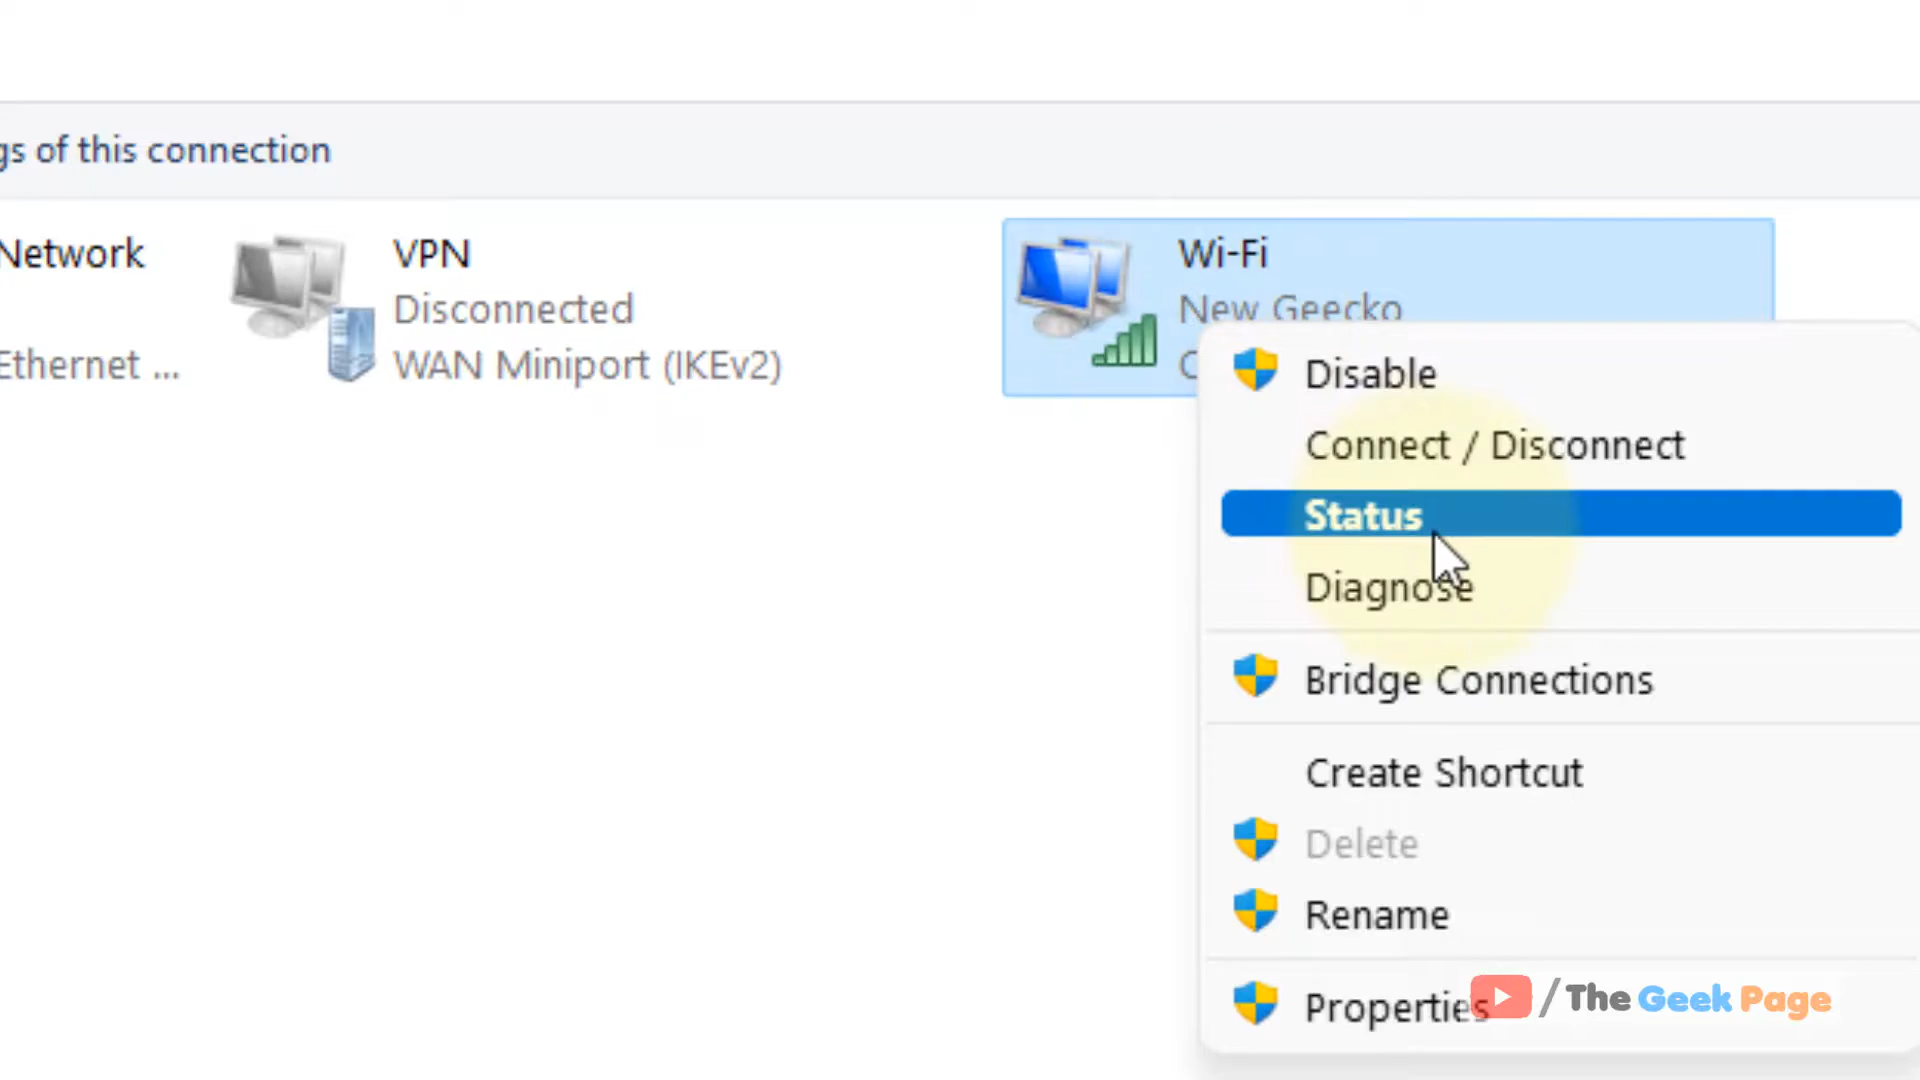 gs of this connection
Network
Ethernet ...
VPN
Disconnected
WAN Miniport (IKEv2)
Wi-Fi
New Geecko
Disable
Connect / Disconnect
Status
Diagnose
Bridge Connections
Create Shortcut
Delete
Rename
Properties
/The Geek Page